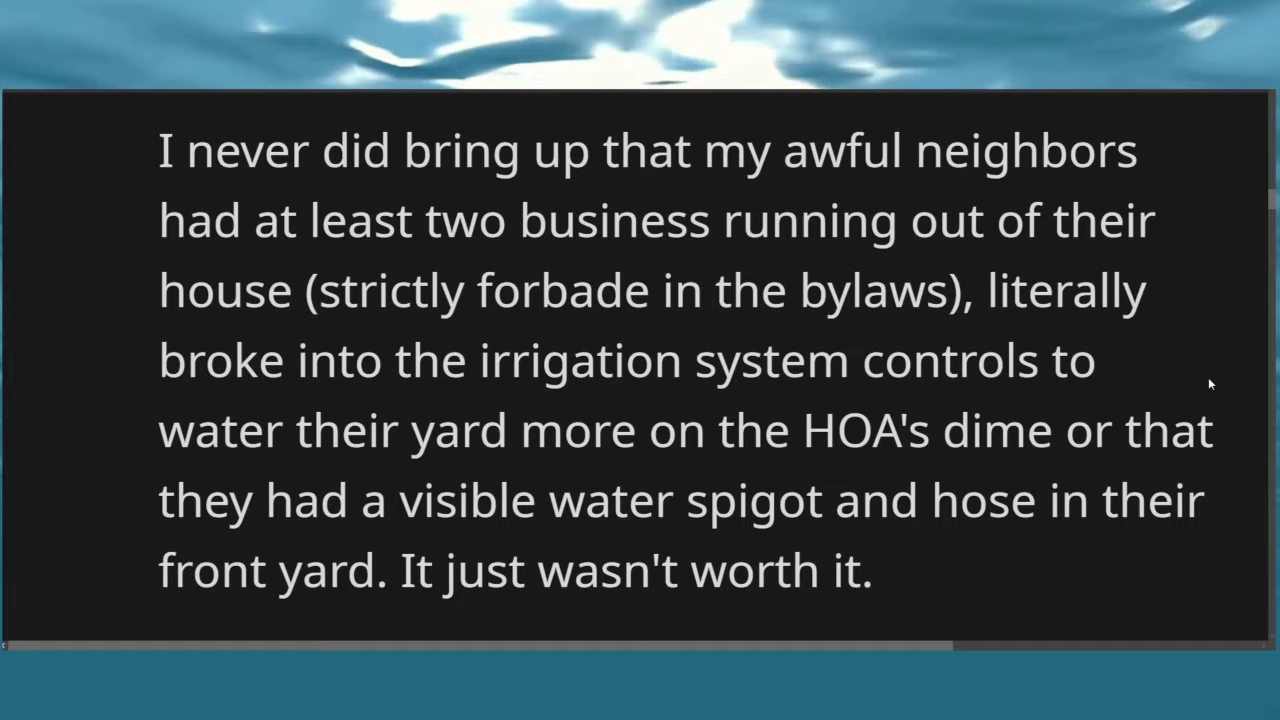 I never did bring up that my awful neighbors
had at least two business running out of their
house (strictly forbade in the bylaws), literally
broke into the irrigation system controls to
water their yard more on the HOA's dime or that
they had a visible water spigot and hose in their
front yard. It just wasn't worth it.